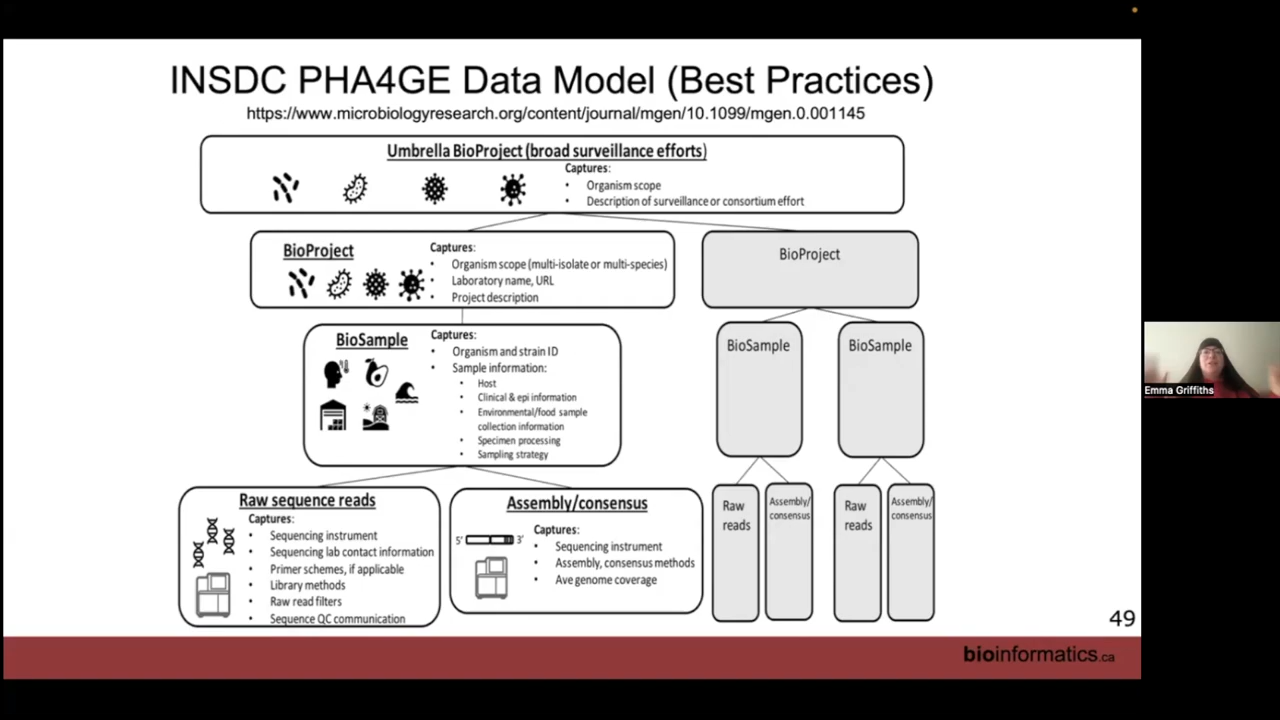 INSDC PHA4GE Data Model (Best Practices)
https://www.microbiologyresearch.org/content/journal/mgen/10.1099/mgen.0.001145
Umbrella BioProject (broad surveillance efforts)
Captures:
• Organism scope
• Description of surveillance or consortium effort
BioProject
Captures:
• Organism scope (multi-isolate or multi-species)
• Laboratory name, URL
• Project description
BioProject
BioSample
Captures:
• Organism and strain ID
• Sample information:
• Host
• Clinical & epi information
• Environmental/food sample
collection information
• Specimen processing
• Sampling strategy
BioSample
BioSample
Raw sequence reads
Captures:
• Sequencing instrument
• Sequencing lab contact information
• Primer schemes, if applicable
• Library methods
• Raw read filters
• Sequence QC communication
Assembly/consensus
5' 3'
Captures:
• Sequencing instrument
• Assembly, consensus methods
• Ave genome coverage
Raw
reads
Assembly/
consensus
Raw
reads
Assembly/
consensus
49
bioinformatics.ca
Emma Griffiths